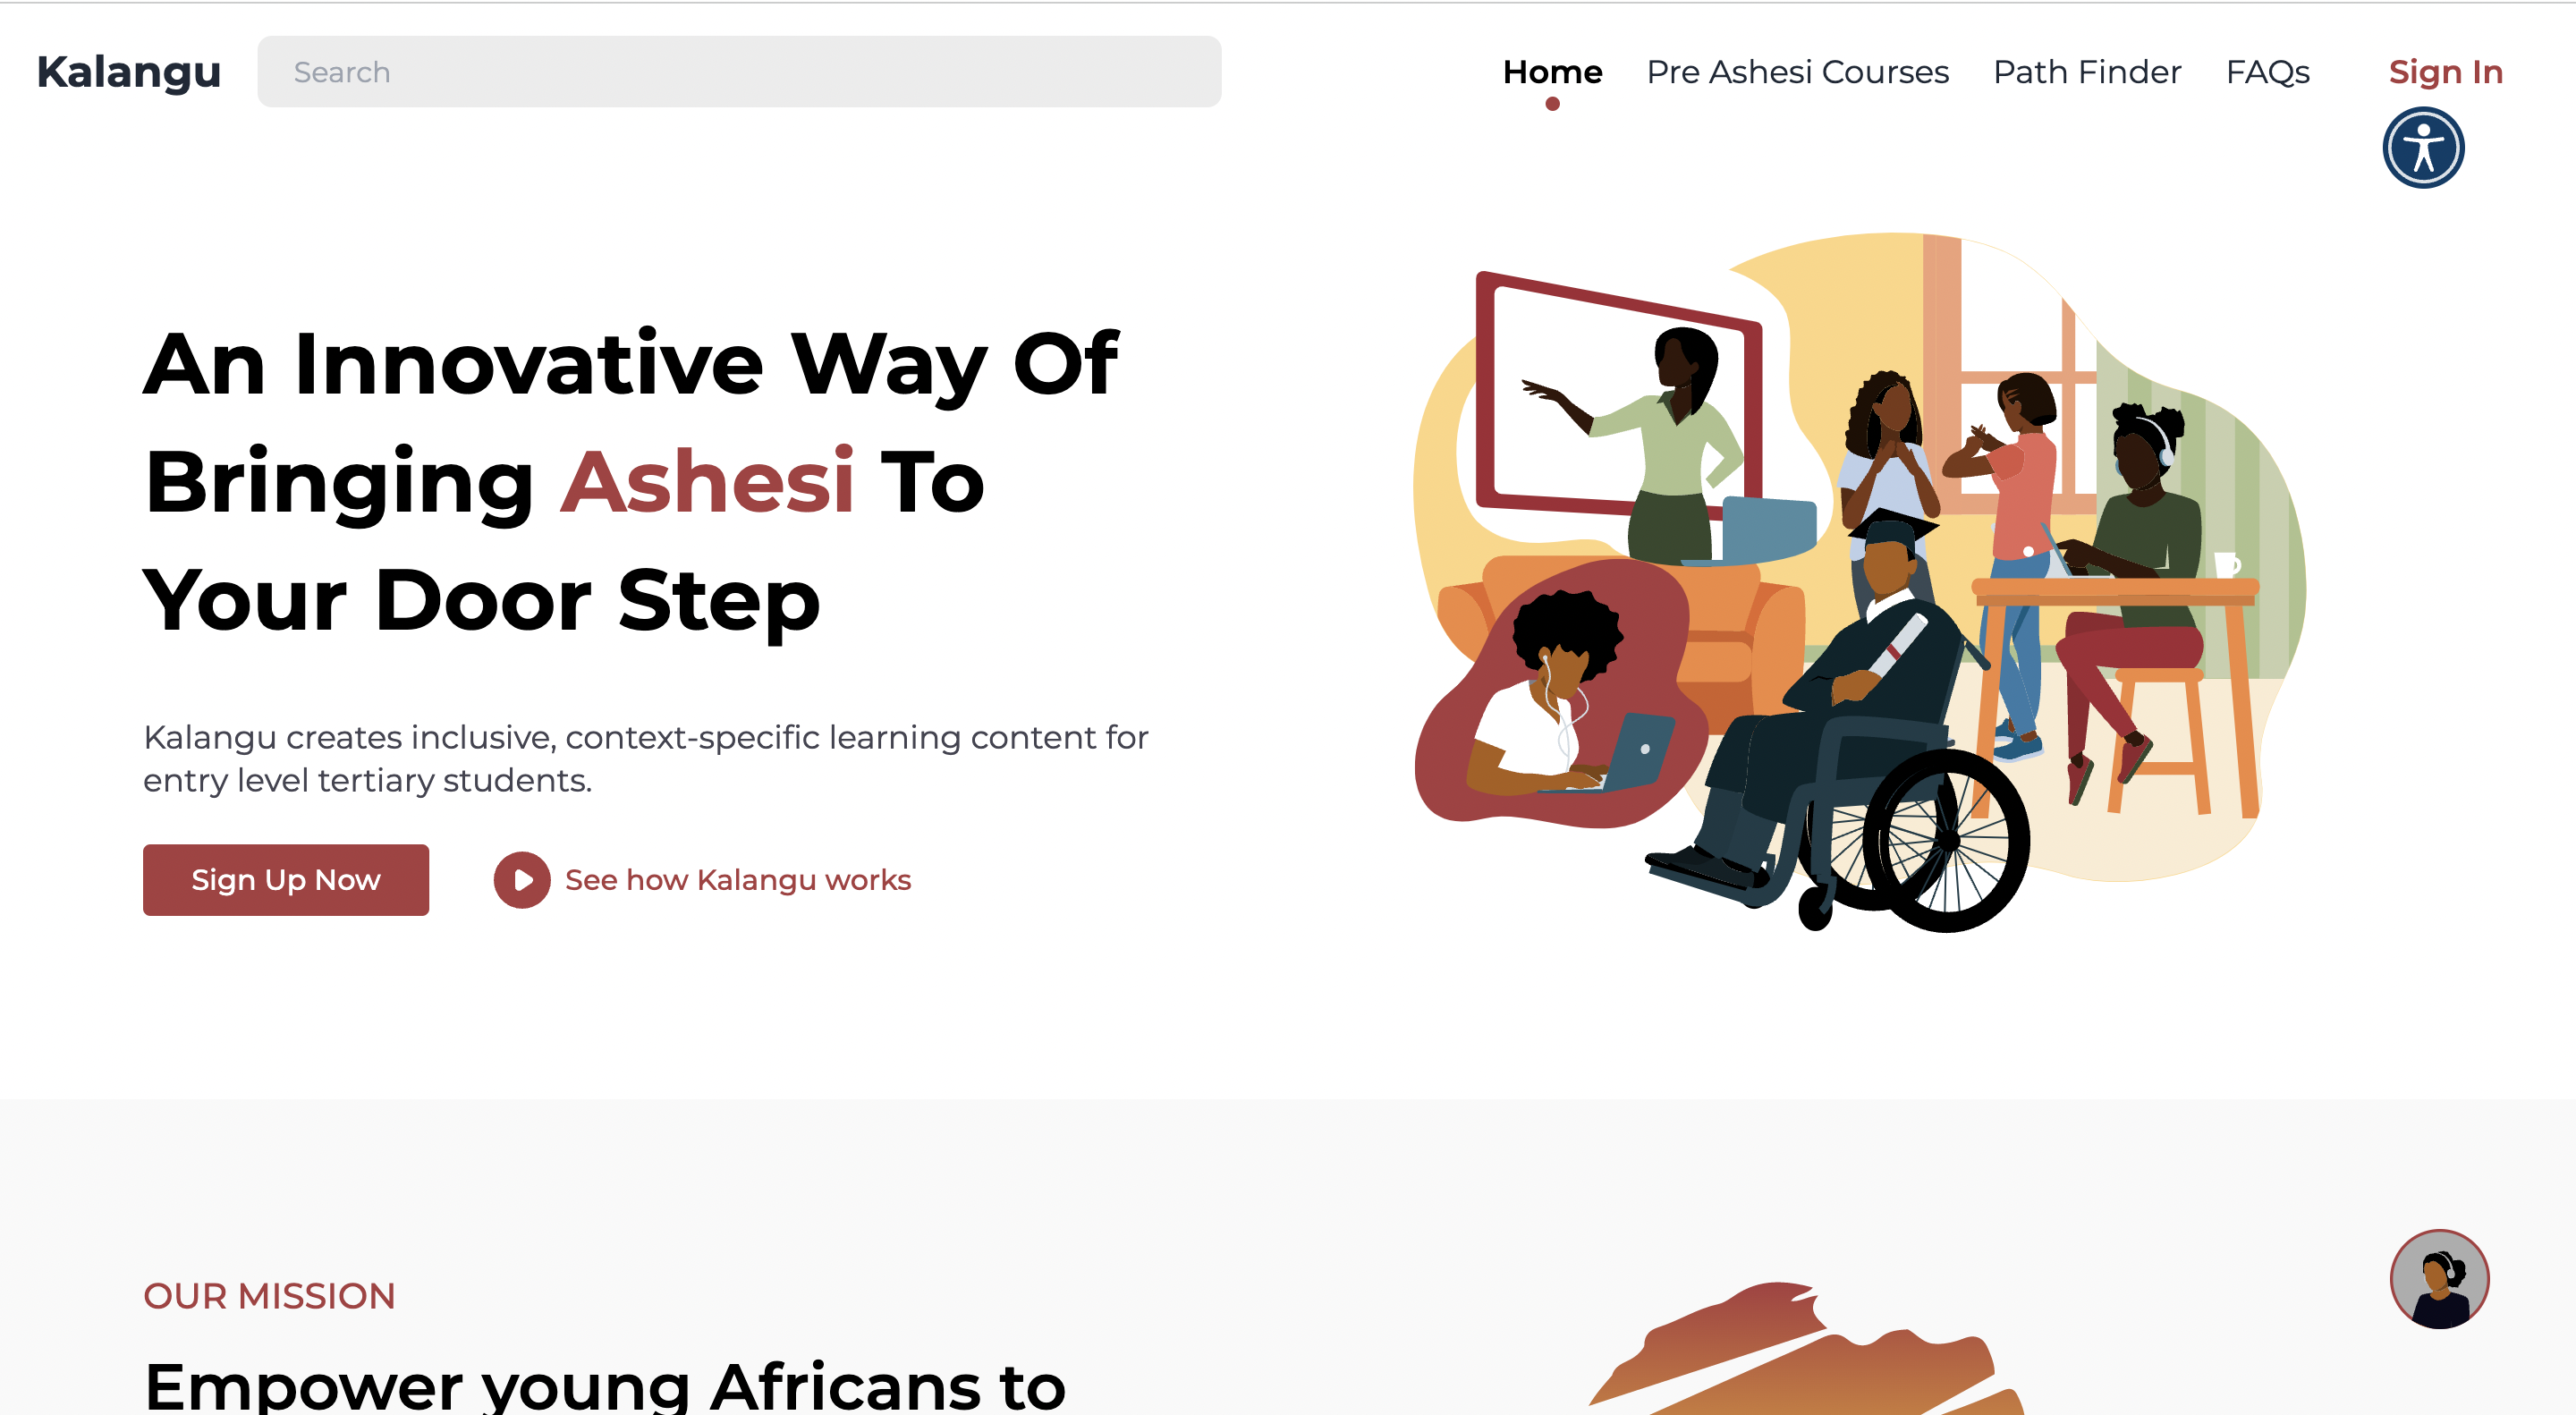 Kalangu
Search
Home
Pre Ashesi Courses
Path Finder
FAQs
Sign In
An Innovative Way Of
Bringing Ashesi To
Your Door Step
Kalangu creates inclusive, context-specific learning content for
entry level tertiary students.
Sign Up Now
See how Kalangu works
OUR MISSION
Empower young Africans to